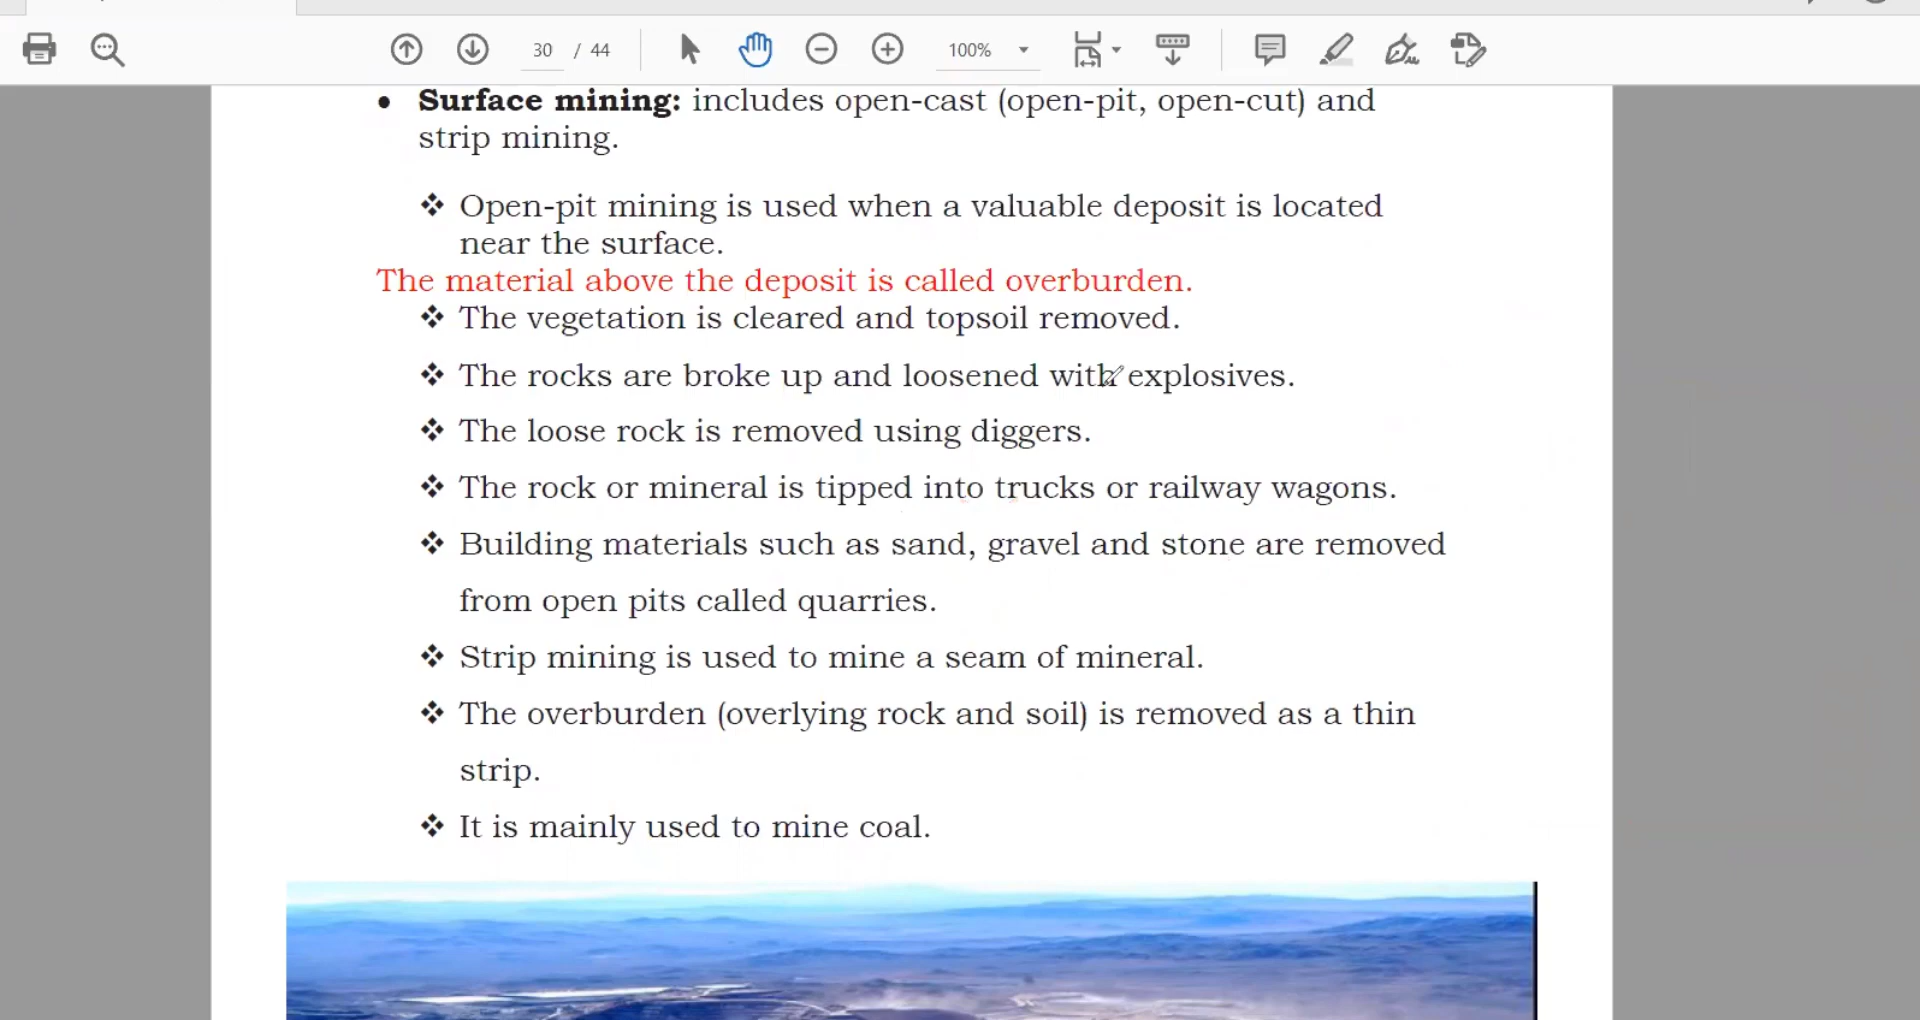 30 / 44
100%
• Surface mining: includes open-cast (open-pit, open-cut) and
strip mining.
❖ Open-pit mining is used when a valuable deposit is located
near the surface.
The material above the deposit is called overburden.
❖ The vegetation is cleared and topsoil removed.
❖ The rocks are broke up and loosened with explosives.
❖ The loose rock is removed using diggers.
❖ The rock or mineral is tipped into trucks or railway wagons.
❖ Building materials such as sand, gravel and stone are removed
from open pits called quarries.
❖ Strip mining is used to mine a seam of mineral.
❖ The overburden (overlying rock and soil) is removed as a thin
strip.
❖ It is mainly used to mine coal.